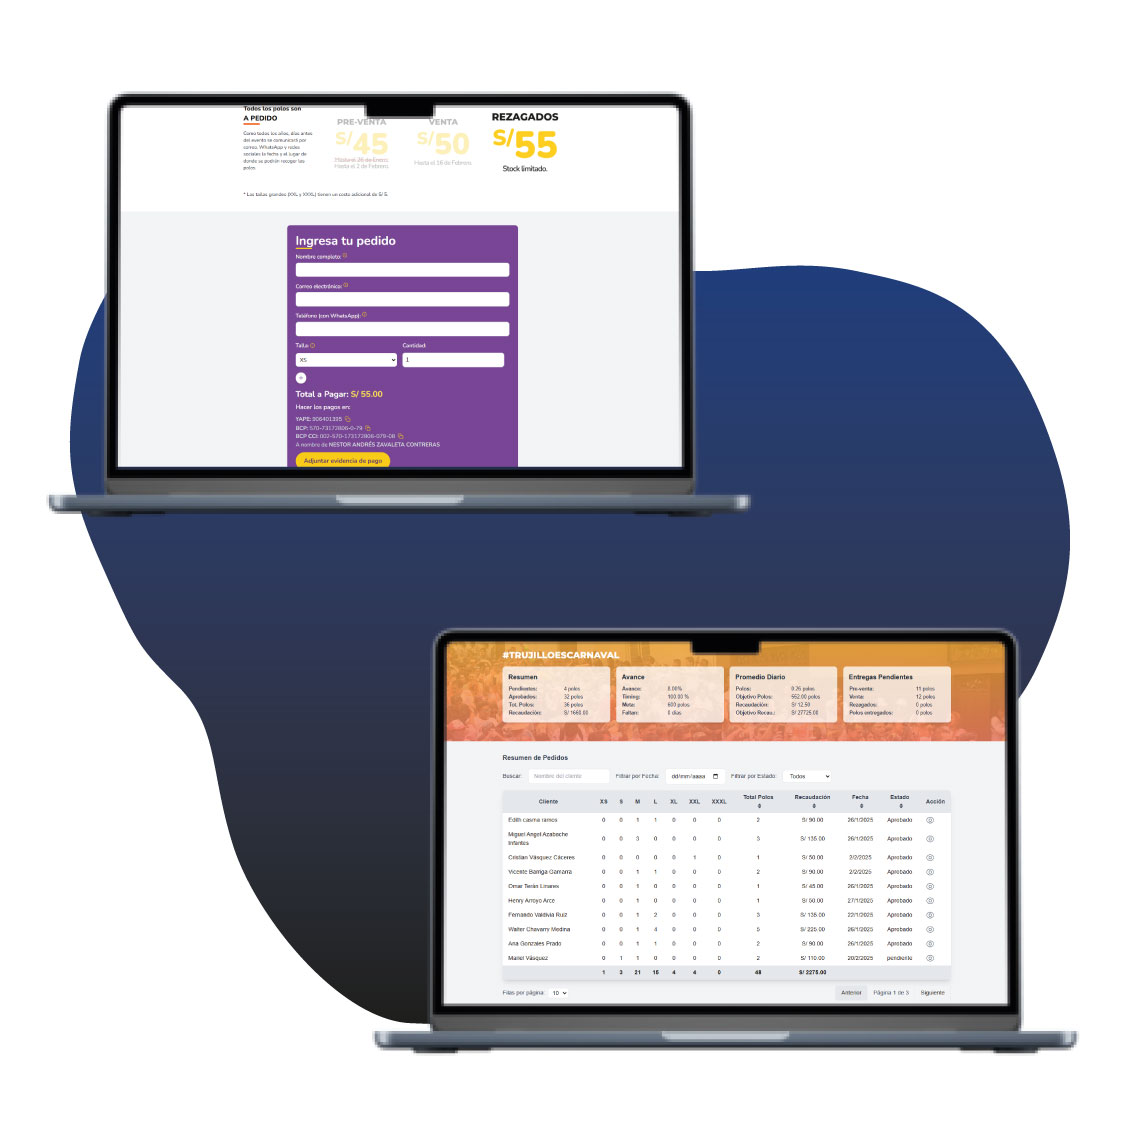 Todos los polos son
A PEDIDO
Como todos los años, días antes
del evento se comunicará por
correo, WhatsApp y redes
sociales la fecha y el lugar de
donde se podrán recoger los
polos.
PRE-VENTA
S/45
Hasta el 26 de Enero.
Hasta el 2 de Febrero.
VENTA
S/50
Hasta el 16 de Febrero.
REZAGADOS
S/55
Stock limitado.
* Las tallas grandes (XXL y XXXL) tienen un costo adicional de S/ 5.
Ingresa tu pedido
Nombre completo:
Correo electrónico:
Teléfono (con WhatsApp):
Talla Cantidad:
XS 1
+
Total a Pagar: S/ 55.00
Hacer los pagos en:
YAPE: 906401395
BCP: 570-73173806-0-79
BCP CCI: 002-570-173173806-079-08
A nombre de NESTOR ANDRÉS ZAVALETA CONTRERAS
Adjuntar evidencia de pago
#TRUJILLOESCARNAVAL
Resumen
Pendientes: 4 polos
Aprobados: 32 polos
Tot. Polos: 36 polos
Recaudación: S/ 1665.00
Avance
Avance: 6.00%
Timing: 100.00 %
Meta: 600 polos
Faltan: 0 días
Promedio Diario
Polos: 0.26 polos
Objetivo Polos: 552.00 polos
Recaudación: S/ 12.50
Objetivo Recau.: S/ 27725.00
Entregas Pendientes
Pre-venta: 11 polos
Venta: 12 polos
Rezagados: 0 polos
Polos entregados: 0 polos
Resumen de Pedidos
Buscar: Nombre del cliente Filtrar por Fecha: dd/mm/aaaa Filtrar por Estado: Todos
Cliente XS S M L XL XXL XXXL Total Polos Recaudación Fecha Estado Acción
Edith casma ramos 0 0 1 1 0 0 0 2 S/ 90.00 26/1/2025 Aprobado
Miguel Angel Azabache
Infantes 0 0 3 0 0 0 0 3 S/ 135.00 26/1/2025 Aprobado
Cristian Vásquez Cáceres 0 0 0 0 0 1 0 1 S/ 50.00 2/2/2025 Aprobado
Vicente Barriga Gamarra 0 0 1 1 0 0 0 2 S/ 90.00 2/2/2025 Aprobado
Omar Terán Linares 0 0 1 0 0 0 0 1 S/ 45.00 26/1/2025 Aprobado
Henry Arroyo Arce 0 0 1 0 0 0 0 1 S/ 50.00 27/1/2025 Aprobado
Fernando Valdivia Ruiz 0 0 1 2 0 0 0 3 S/ 135.00 22/1/2025 Aprobado
Walter Chavarry Medina 0 0 1 4 0 0 0 5 S/ 225.00 26/1/2025 Aprobado
Ana Gonzales Prado 0 0 1 1 0 0 0 2 S/ 90.00 26/1/2025 Aprobado
Mariel Vásquez 0 1 1 0 0 0 0 2 S/ 110.00 20/2/2025 pendiente
1 3 21 15 4 4 0 48 S/ 2275.00
Filas por página: 10 Anterior Página 1 de 3 Siguiente